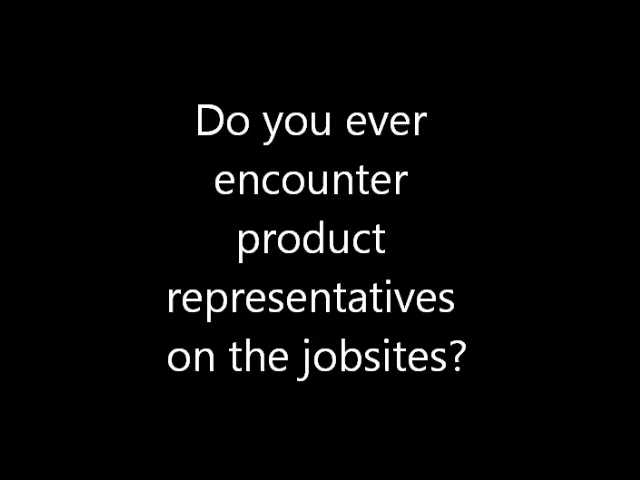 Do you ever
encounter
product
representatives
on the jobsites?